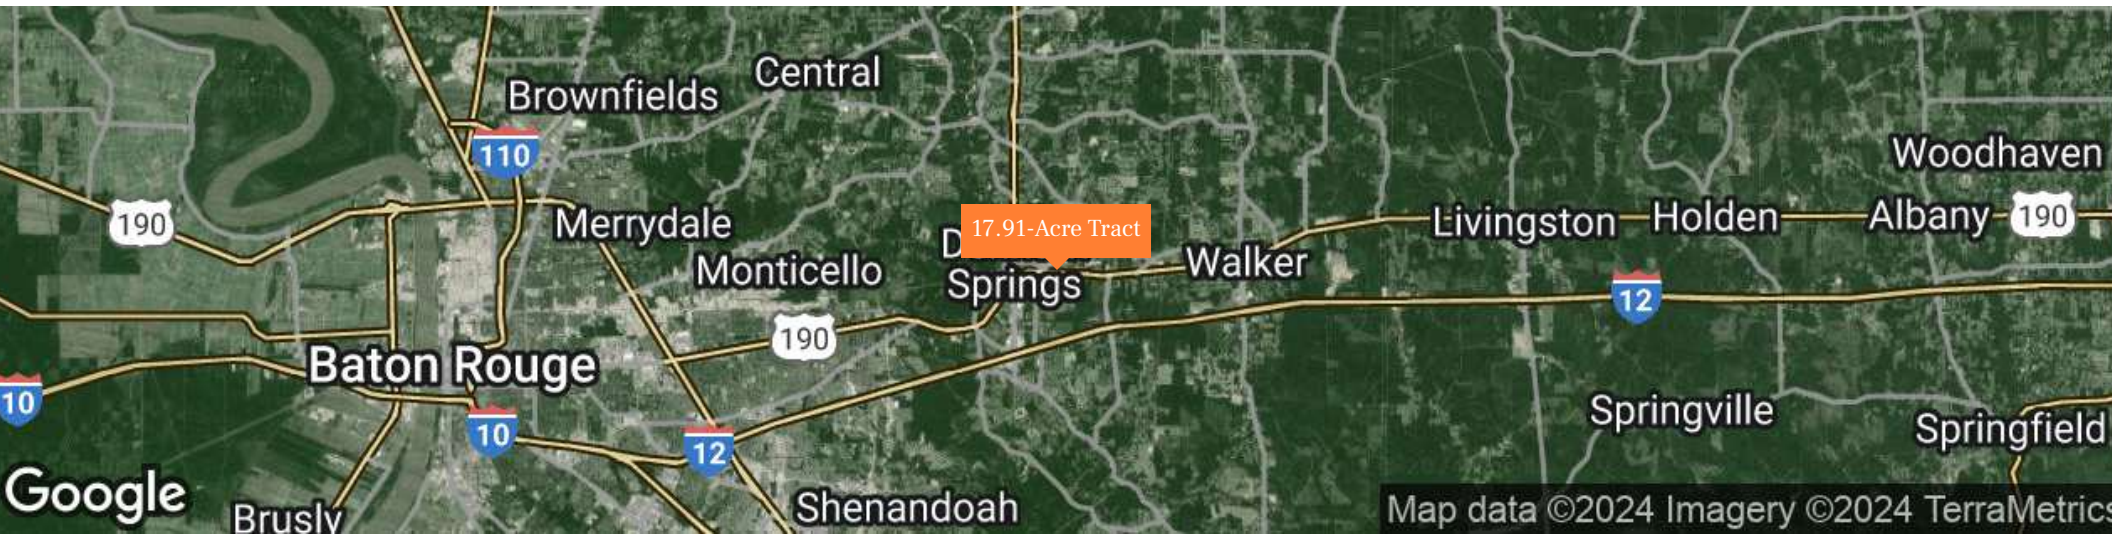 Central
Brownfields
110
Woodhaven
190
Merrydale
17.91-Acre Tract
Livingston
Holden
Albany
190
D
Springs
Walker
Monticello
12
190
Baton Rouge
10
10
12
Springville
Springfield
Google
Brusly
Shenandoah
Map data ©2024 Imagery ©2024 TerraMetrics